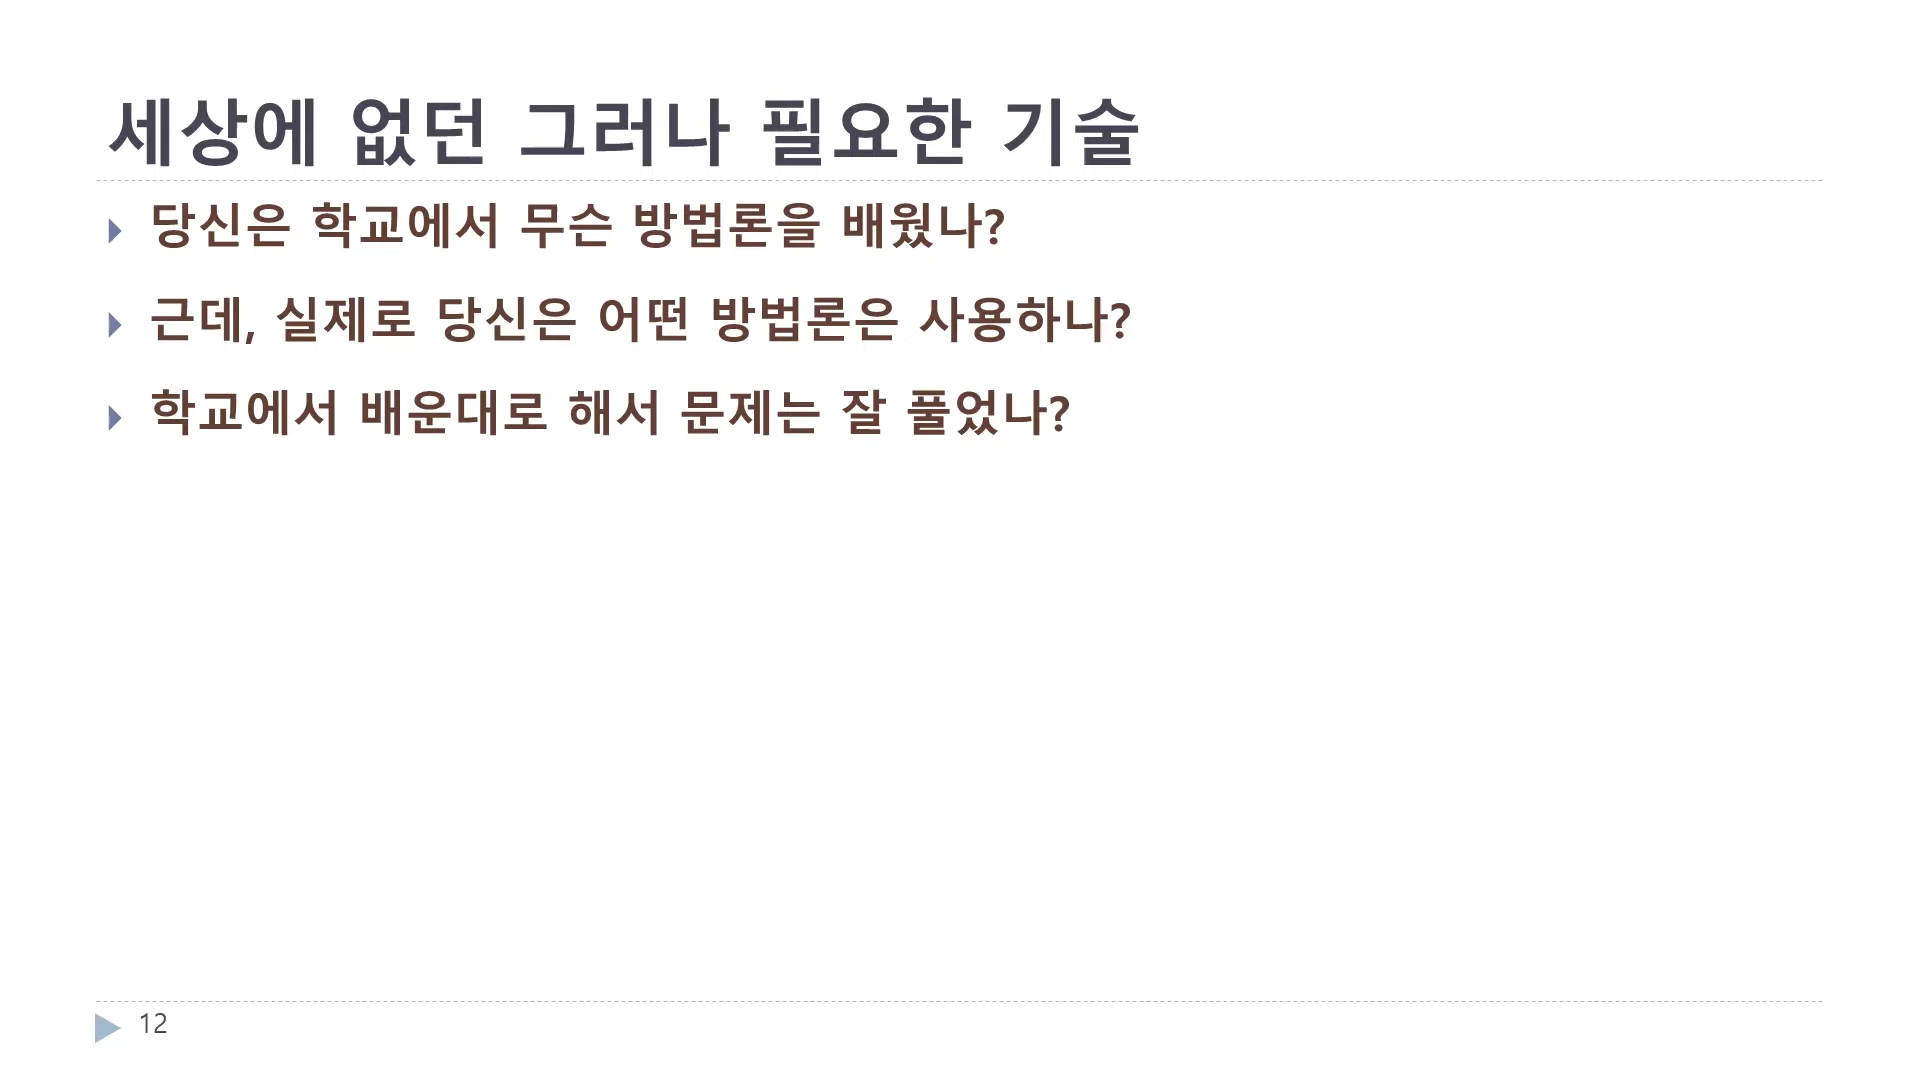 세상에 없던 그러나 필요한 기술
당신은 학교에서 무슨 방법론을 배웠나?
근데, 실제로 당신은 어떤 방법론은 사용하나?
학교에서 배운대로 해서 문제는 잘 풀었나?
12